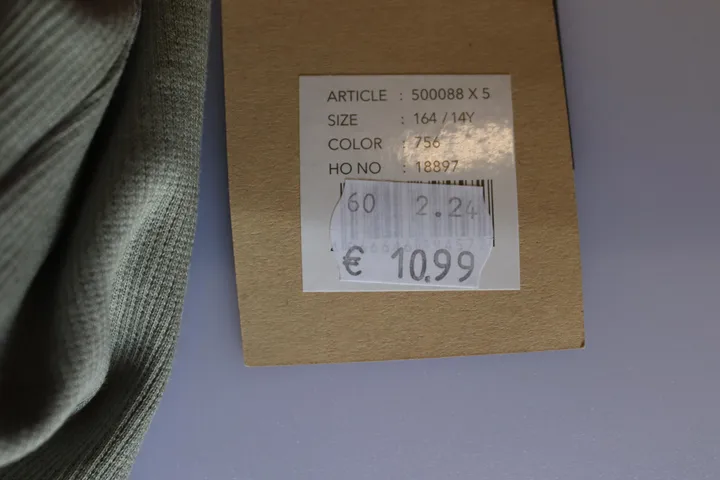 ARTICLE : 500088 X 5
SIZE : 164 / 14Y
COLOR : 756
HO NO : 18897
60 2.24
€ 10.99